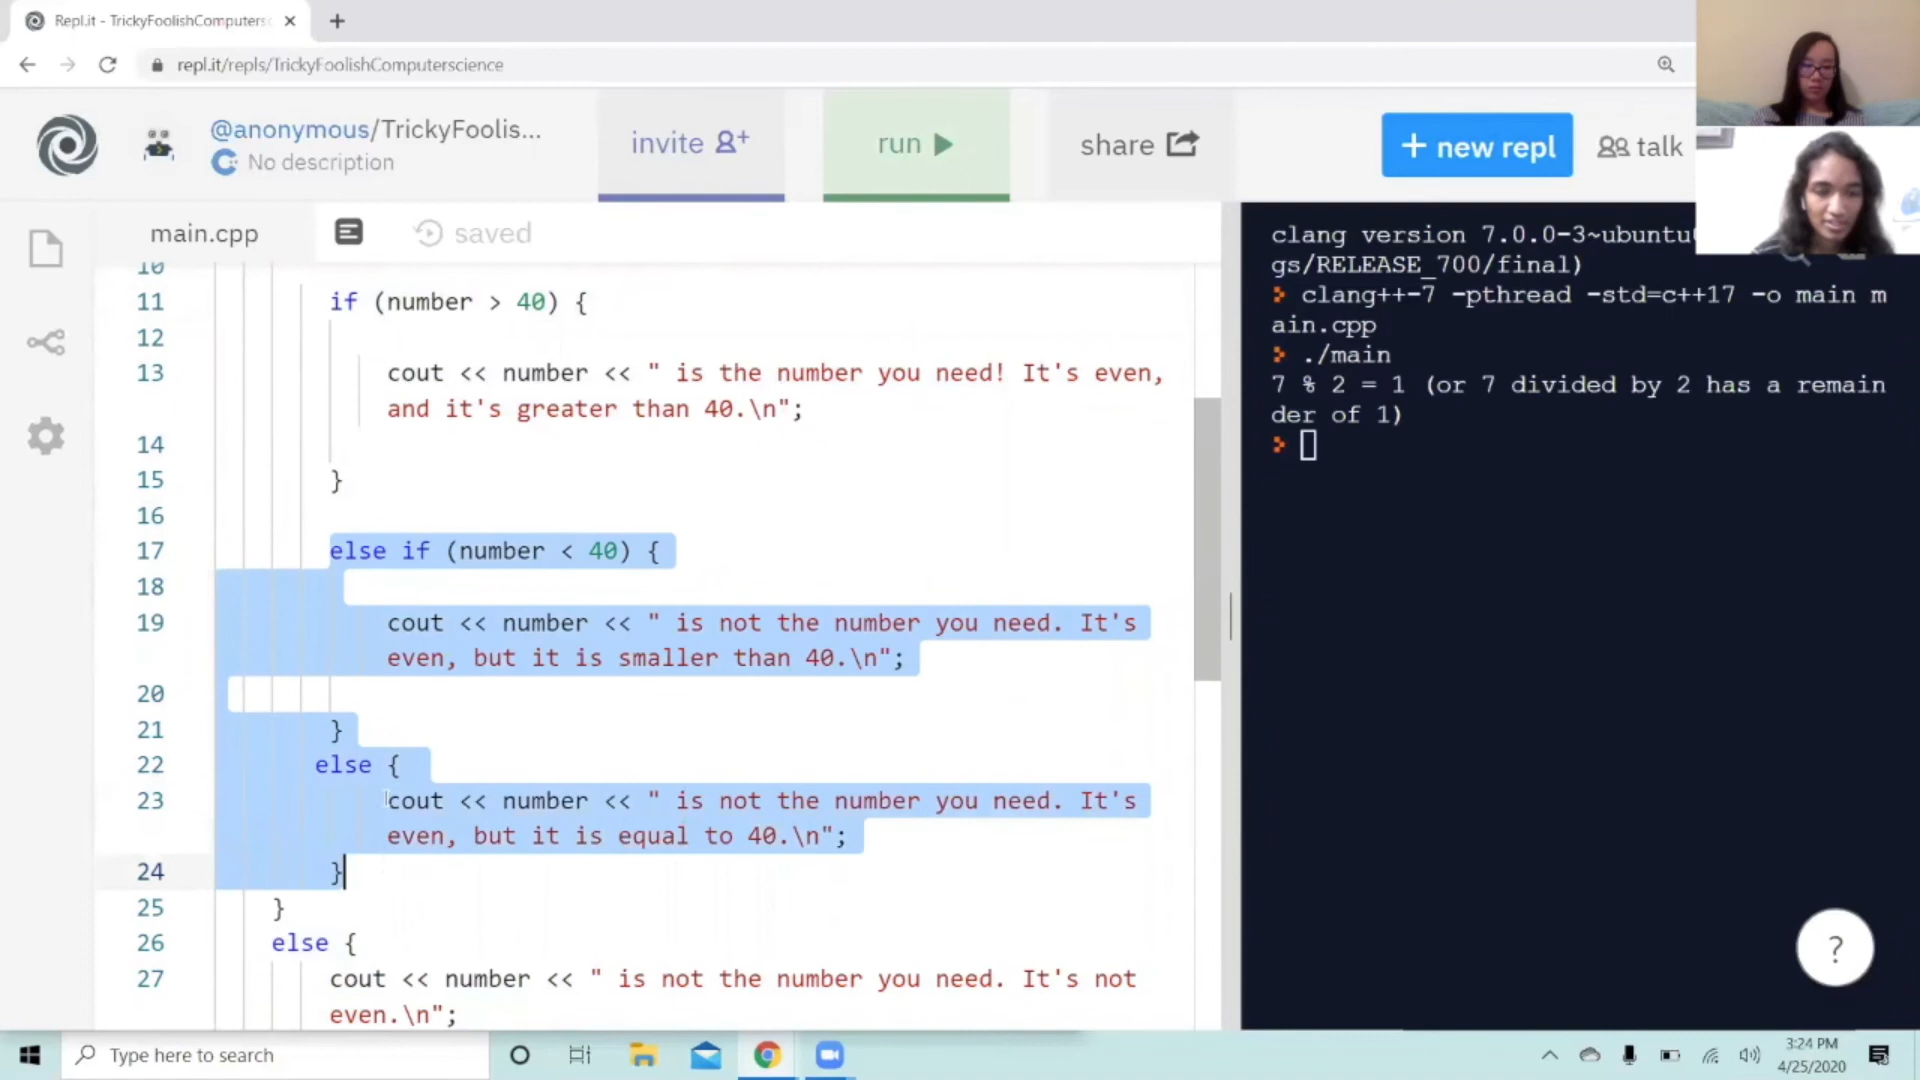 Repl.it - TrickyFoolishComputers
repl.it/repls/TrickyFoolishComputerscience
@anonymous/TrickyFoolis...
No description
invite
run
share
+ new repl
talk
main.cpp
saved
10
11 if (number > 40) {
12
13 cout << number << " is the number you need! It's even,
and it's greater than 40.\n";
14
15 }
16
17 else if (number < 40) {
18
19 cout << number << " is not the number you need. It's
even, but it is smaller than 40.\n";
20
21 }
22 else {
23 cout << number << " is not the number you need. It's
even, but it is equal to 40.\n";
24 }
25 }
26 else {
27 cout << number << " is not the number you need. It's not
even.\n";
clang version 7.0.0-3~ubuntu
gs/RELEASE_700/final)
> clang++-7 -pthread -std=c++17 -o main m
ain.cpp
> ./main
7 % 2 = 1 (or 7 divided by 2 has a remain
der of 1)
>
?
Type here to search
3:24 PM
4/25/2020